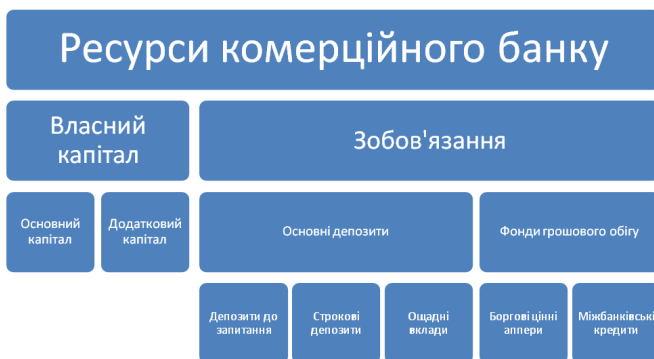 Ресурси комерційного банку
Власний
капітал
Зобов'язання
Основний
капітал
Додатковий
капітал
Основні депозити
Фонди грошового обігу
Депозити до
запитання
Строкові
депозити
Ощадні
вклади
Боргові цінні
аппери
Міжбанківські
кредити